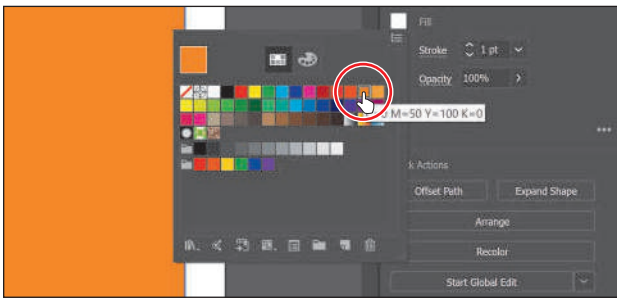 Fill
Stroke 1 pt
Opacity 100%
M=50 Y=100 K=0
Actions
Offset Path Expand Shape
Arrange
Recolor
Start Global Edit